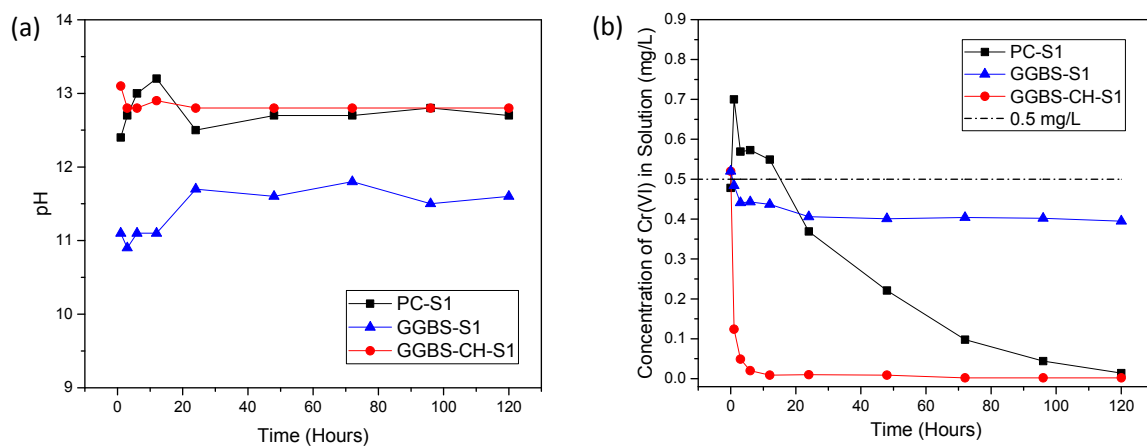 (a)
pH
14
13
12
11
10
9
0 20 40 60 80 100 120
Time (Hours)
PC-S1
GGBS-S1
GGBS-CH-S1
(b)
Concentration of Cr(VI) in Solution (mg/L)
0.9
0.8
0.7
0.6
0.5
0.4
0.3
0.2
0.1
0.0
0 20 40 60 80 100 120
Time (Hours)
PC-S1
GGBS-S1
GGBS-CH-S1
0.5 mg/L